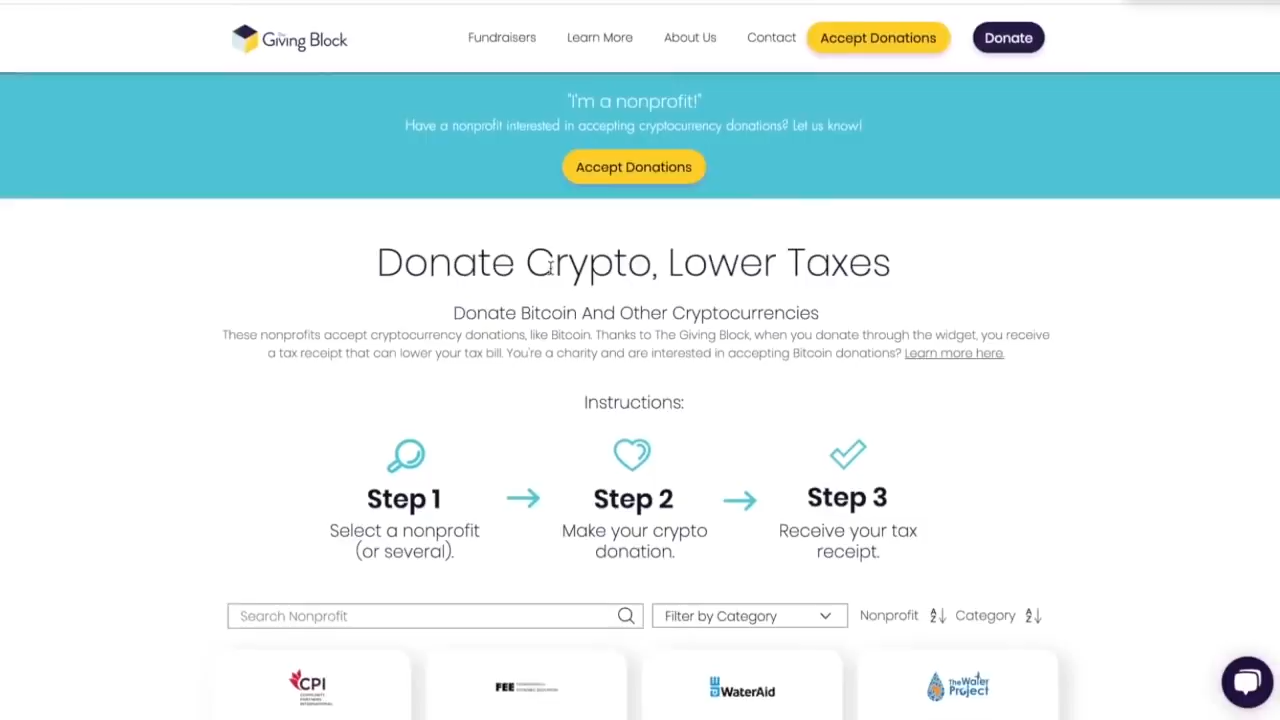 The
Giving Block
Fundraisers
Learn More
About Us
Contact
Accept Donations
Donate
"I'm a nonprofit!"
Have a nonprofit interested in accepting cryptocurrency donations? Let us know!
Accept Donations
Donate Crypto, Lower Taxes
Donate Bitcoin And Other Cryptocurrencies
These nonprofits accept cryptocurrency donations, like Bitcoin. Thanks to The Giving Block, when you donate through the widget, you receive
a tax receipt that can lower your tax bill. You're a charity and are interested in accepting Bitcoin donations? Learn more here.
Instructions:
Step 1
Select a nonprofit
(or several).
Step 2
Make your crypto
donation.
Step 3
Receive your tax
receipt.
Search Nonprofit
Filter by Category
Nonprofit
Category
CPI
COMMUNITY
PARTNERS
INTERNATIONAL
FEE
WaterAid
The Water
Project